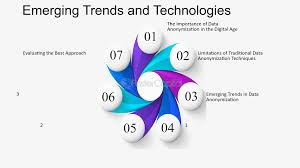 Emerging Trends and Technologies
The Importance of Data
Anonymization in the Digital Age
01
Evaluating the Best Approach
07
02
Limitations of Traditional Data
Anonymization Techniques
3
06
03
Emerging Trends in Data
Anonymization
2
05
04
1